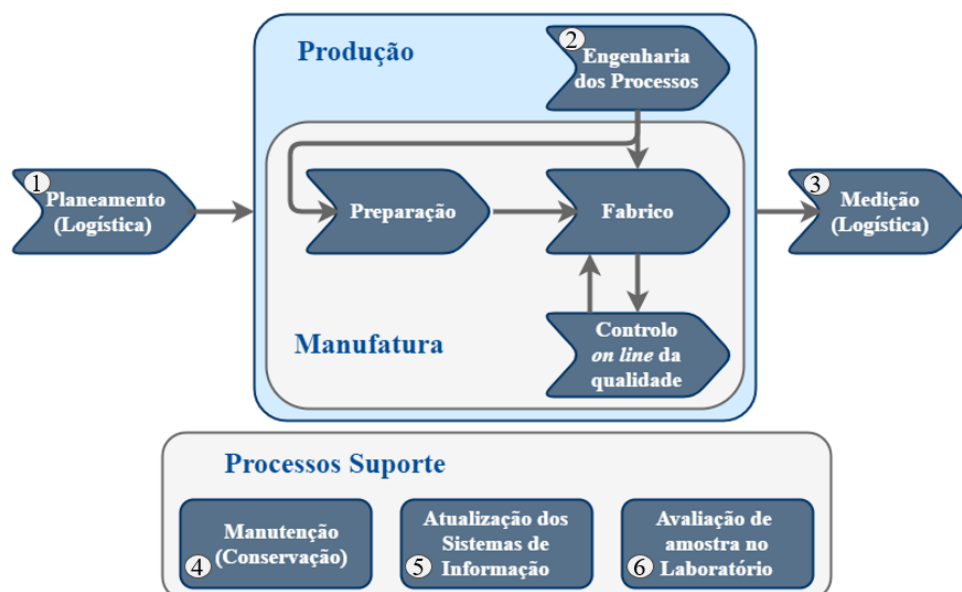 Produção
2
Engenharia
dos Processos
1
Planeamento
(Logística)
Preparação
Fabrico
3
Medição
(Logística)
Manufatura
Controlo
on line da
qualidade
Processos Suporte
Manutenção
(Conservação)
4
Atualização dos
Sistemas de
Informação
5
Avaliação de
amostra no
Laboratório
6